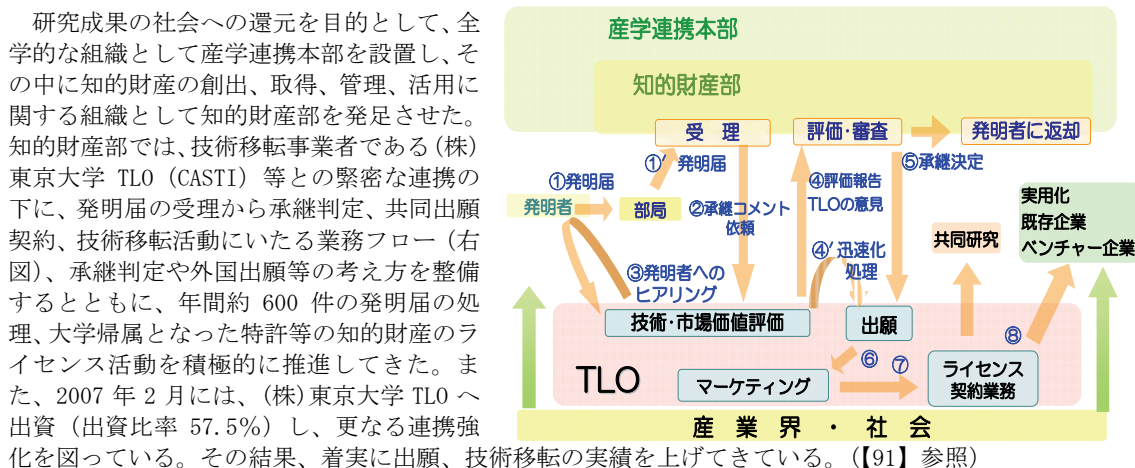 研究成果の社会への還元を目的として、全
学的な組織として産学連携本部を設置し、そ
の中に知的財産の創出、取得、管理、活用に
関する組織として知的財産部を発足させた。
知的財産部では、技術移転事業者である(株)
東京大学 TLO (CASTI) 等との緊密な連携の
下に、発明届の受理から承継判定、共同出願
契約、技術移転活動にいたる業務フロー(右
図)、承継判定や外国出願等の考え方を整備
するとともに、年間約 600 件の発明届の処
理、大学帰属となった特許等の知的財産のラ
イセンス活動を積極的に推進してきた。ま
た、2007 年 2 月には、(株)東京大学 TLO へ
出資(出資比率 57.5%)し、更なる連携強
化を図っている。その結果、着実に出願、技術移転の実績を上げてきている。(【91】参照)
産学連携本部
知的財産部
受 理
評価・審査
発明者に返却
①発明届
①′ 発明届
発明者
部局
②承継コメント
依頼
③発明者への
ヒアリング
④評価報告
TLOの意見
④′ 迅速化
処理
⑤承継決定
共同研究
実用化
既存企業
ベンチャー企業
技術・市場価値評価
出願
⑥
⑦
⑧
TLO
マーケティング
ライセンス
契約業務
産 業 界 ・ 社 会